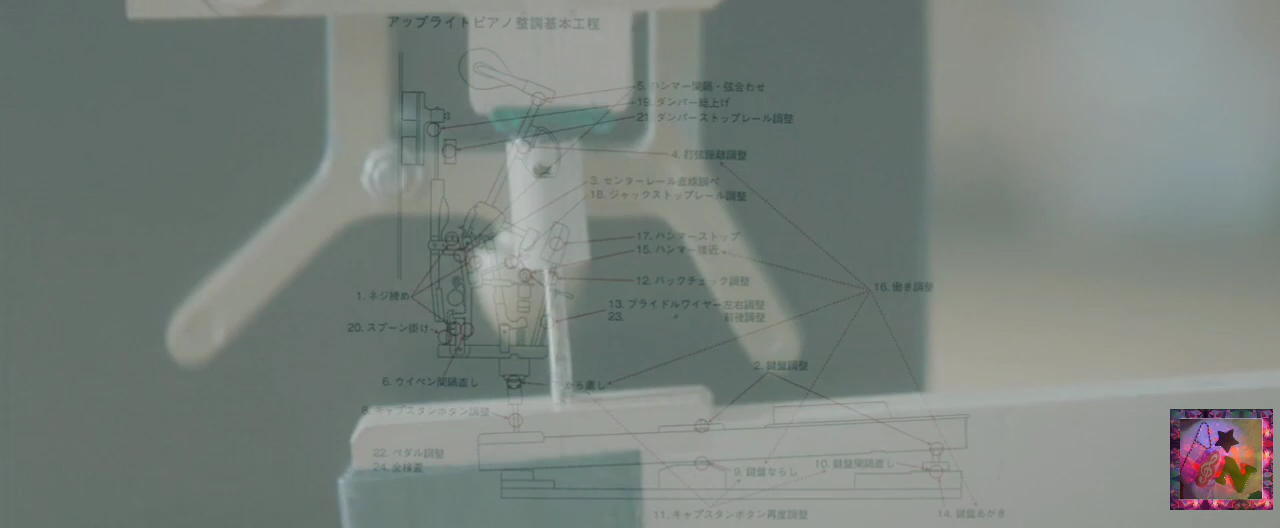 アップライトピアノ整調基本工程
5. ハンマー間隔・弦合わせ
19. ダンパー総上げ
21. ダンパーストップレール調整
4. 打弦距離調整
3. センターレール直線調べ
18. ジャックストップレール調整
17. ハンマーストップ
15. ハンマー接近
12. バックチェック調整
16. 働き調整
1. ネジ締め
13. ブライドルワイヤー左右調整
23. 〃 前後調整
20. スプーン掛け
2. 鍵盤調整
6. ウイペン間隔直し
から直し
8. キャプスタンボタン調整
22. ペダル調整
24. 全検査
9. 鍵盤ならし
10. 鍵盤間隔直し
11. キャプスタンボタン再度調整
14. 鍵盤あがき